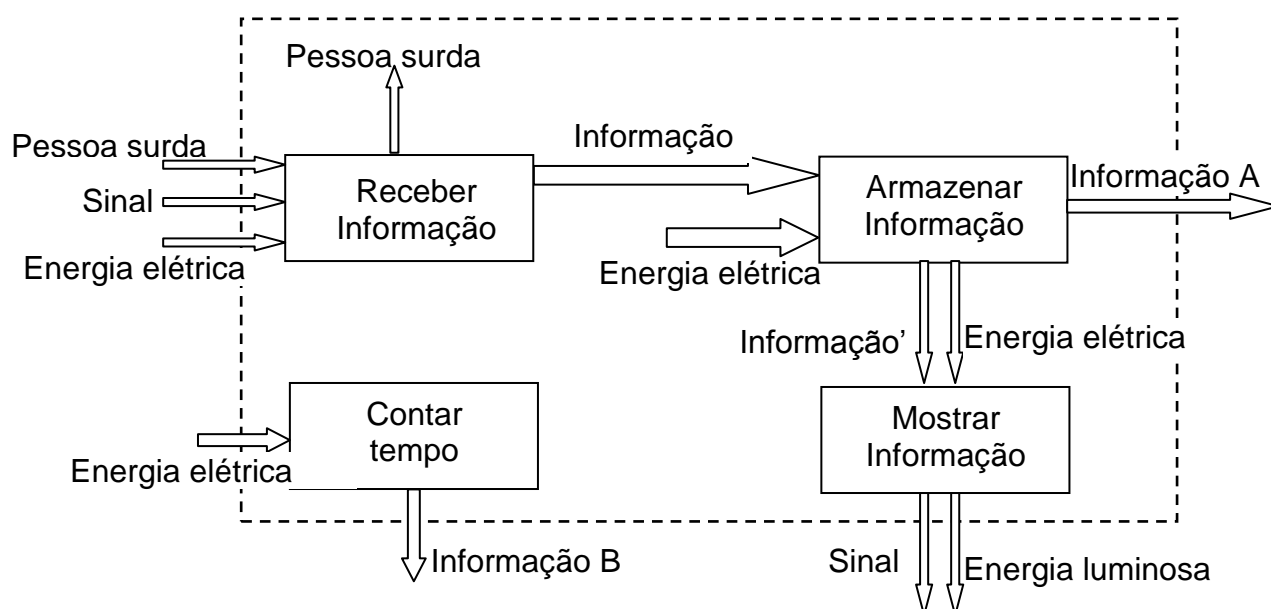 Pessoa surda
Pessoa surda
Sinal
Energia elétrica
Receber
Informação
Informação
Energia elétrica
Armazenar
Informação
Informação A
Informação’
Energia elétrica
Energia elétrica
Contar
tempo
Informação B
Mostrar
Informação
Sinal
Energia luminosa